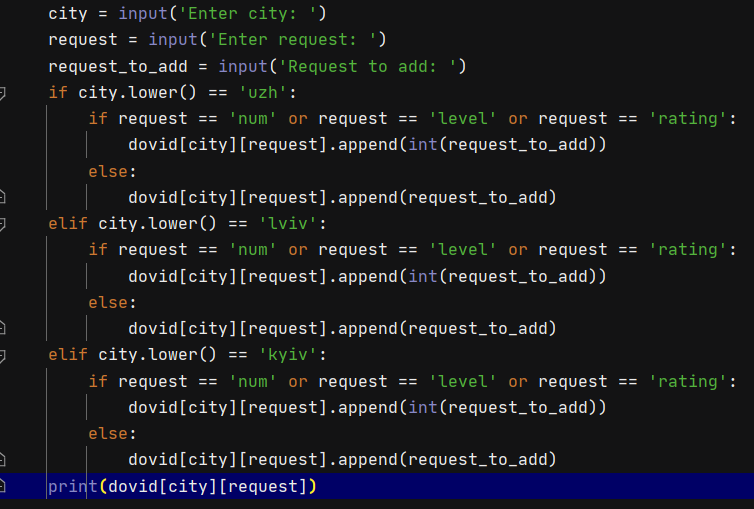 city = input('Enter city: ')
request = input('Enter request: ')
request_to_add = input('Request to add: ')
if city.lower() == 'uzh':
    if request == 'num' or request == 'level' or request == 'rating':
        dovid[city][request].append(int(request_to_add))
    else:
        dovid[city][request].append(request_to_add)
elif city.lower() == 'lviv':
    if request == 'num' or request == 'level' or request == 'rating':
        dovid[city][request].append(int(request_to_add))
    else:
        dovid[city][request].append(request_to_add)
elif city.lower() == 'kyiv':
    if request == 'num' or request == 'level' or request == 'rating':
        dovid[city][request].append(int(request_to_add))
    else:
        dovid[city][request].append(request_to_add)
print(dovid[city][request])